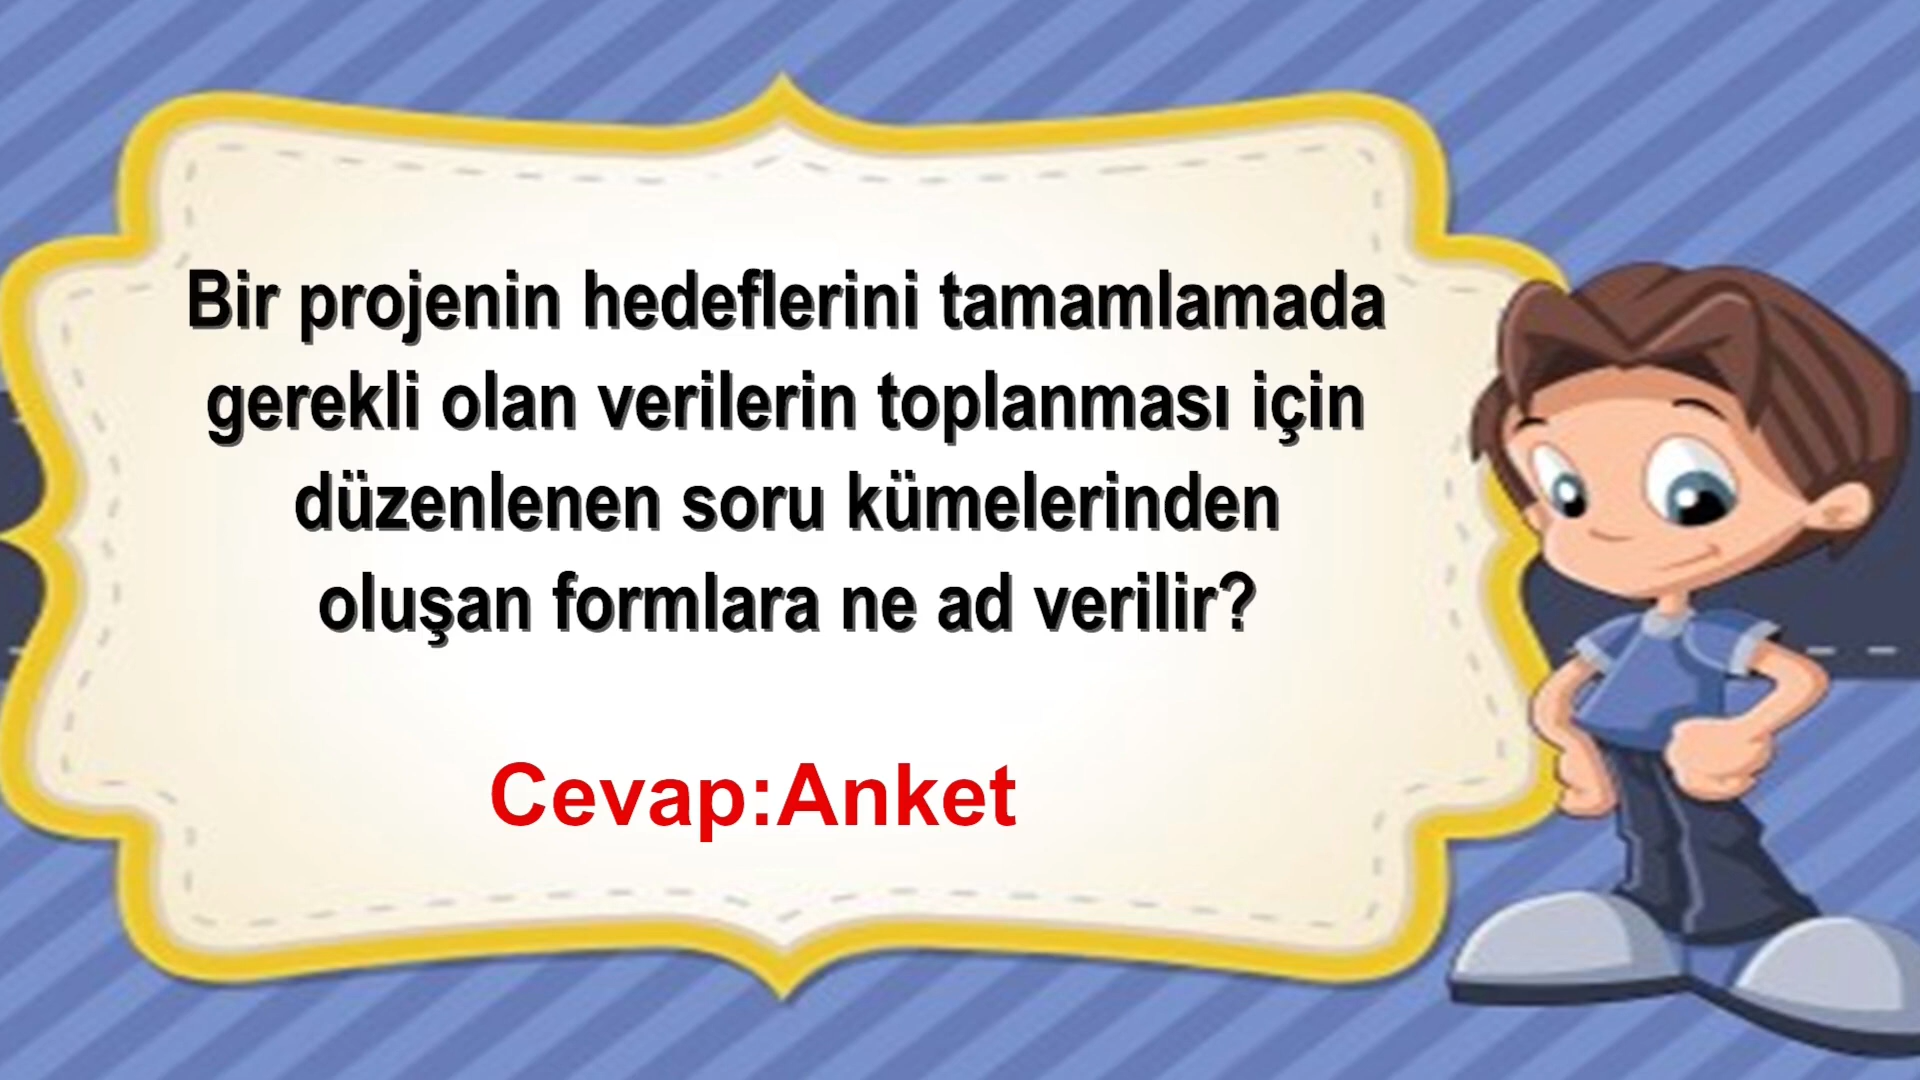 Bir projenin hedeflerini tamamlamada
gerekli olan verilerin toplanması için
düzenlenen soru kümelerinden
oluşan formlara ne ad verilir?
Cevap:Anket